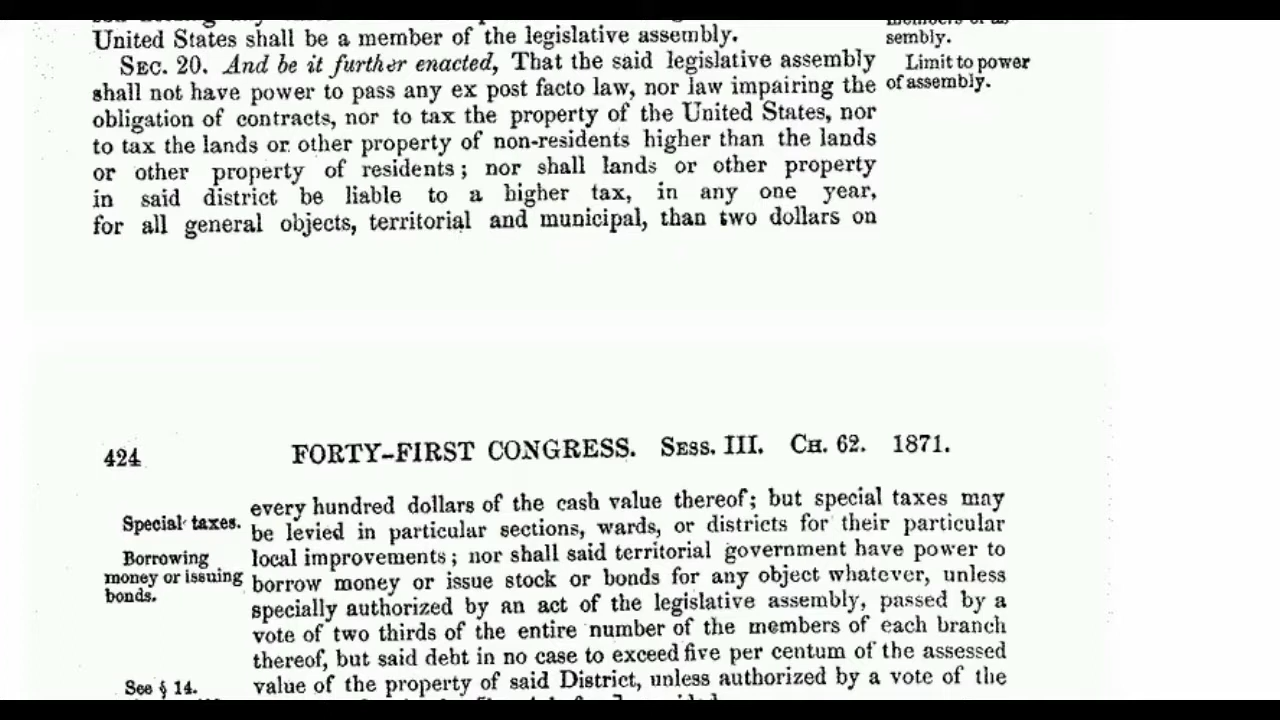 United States shall be a member of the legislative assembly.
sembly.
SEC. 20. And be it further enacted, That the said legislative assembly
Limit to power
shall not have power to pass any ex post facto law, nor law impairing the
of assembly.
obligation of contracts, nor to tax the property of the United States, nor
to tax the lands or other property of non-residents higher than the lands
or other property of residents; nor shall lands or other property
in said district be liable to a higher tax, in any one year,
for all general objects, territorial and municipal, than two dollars on
424 FORTY-FIRST CONGRESS. SESS. III. CH. 62. 1871.
every hundred dollars of the cash value thereof; but special taxes may
Special taxes.
be levied in particular sections, wards, or districts for their particular
Borrowing
money or issuing
bonds.
local improvements; nor shall said territorial government have power to
borrow money or issue stock or bonds for any object whatever, unless
specially authorized by an act of the legislative assembly, passed by a
vote of two thirds of the entire number of the members of each branch
thereof, but said debt in no case to exceed five per centum of the assessed
See § 14.
value of the property of said District, unless authorized by a vote of the